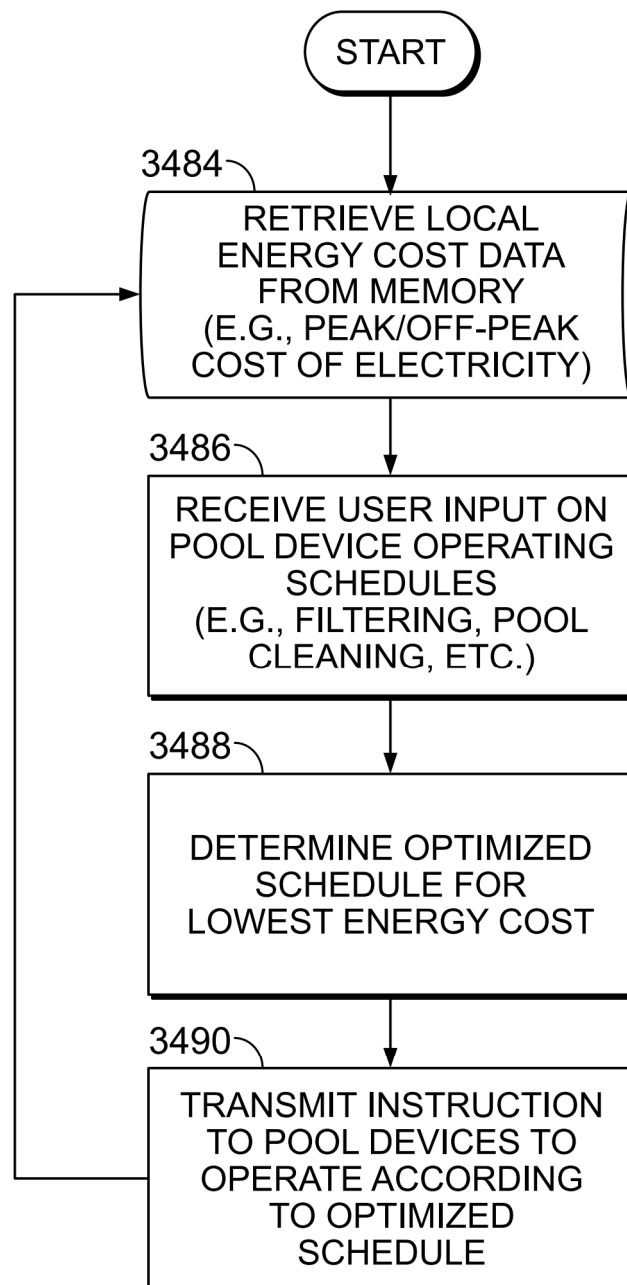 START
3484
RETRIEVE LOCAL
ENERGY COST DATA
FROM MEMORY
(E.G., PEAK/OFF-PEAK
COST OF ELECTRICITY)
3486
RECEIVE USER INPUT ON
POOL DEVICE OPERATING
SCHEDULES
(E.G., FILTERING, POOL
CLEANING, ETC.)
3488
DETERMINE OPTIMIZED
SCHEDULE FOR
LOWEST ENERGY COST
3490
TRANSMIT INSTRUCTION
TO POOL DEVICES TO
OPERATE ACCORDING
TO OPTIMIZED
SCHEDULE